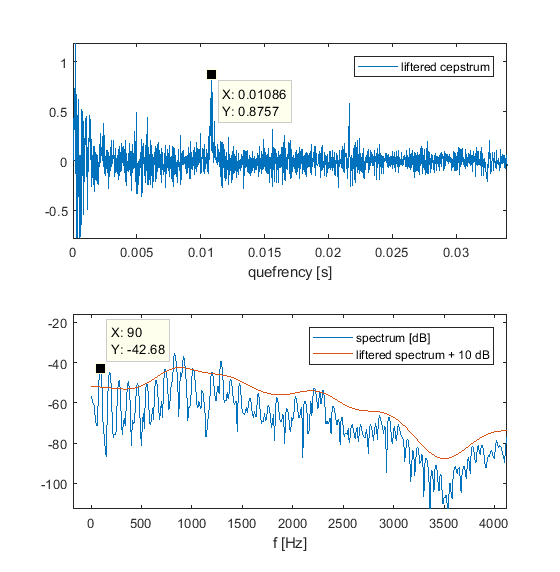 1
0.5
0
-0.5
liftered cepstrum
X: 0.01086
Y: 0.8757
0 0.005 0.01 0.015 0.02 0.025 0.03
quefrency [s]
-20
-40
-60
-80
-100
X: 90
Y: -42.68
spectrum [dB]
liftered spectrum + 10 dB
0 500 1000 1500 2000 2500 3000 3500 4000
f [Hz]